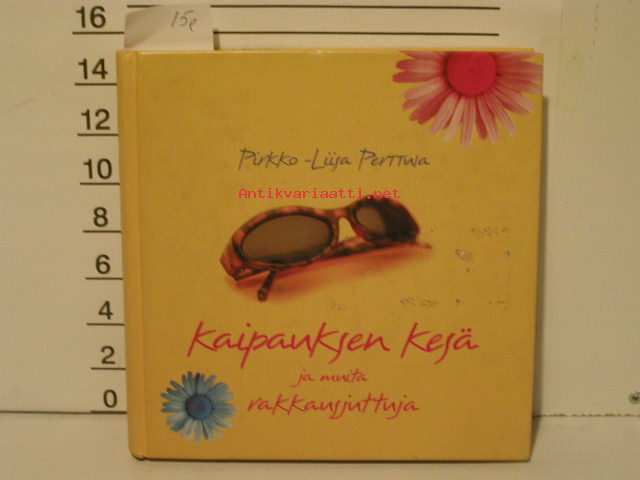 16
15e
14
12
10
8
6
4
2
0
Pirkko-Liisa Perttula
Antikvariaatti.net
Kaipauksen kesä
ja muita
rakkausjuttuja